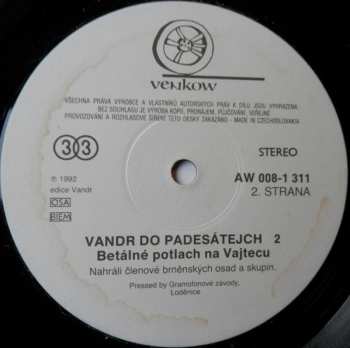 VENKOW
VŠECHNA PRÁVA VÝROBCE A VLASTNÍKŮ AUTORSKÝCH PRÁV K DÍLU JSOU VYHRAZENA.
BEZ SOUHLASU JE VÝROBA KOPIÍ, PRONÁJEM, PŮJČOVÁNÍ, VEŘEJNÉ
PROVOZOVÁNÍ A ROZHLASOVÉ ŠÍŘENÍ TÉTO DESKY ZAKÁZÁNO - MADE IN CZECHOSLOVAKIA
33
STEREO
℗ 1992
edice Vandr
AW 008-1 311
2. STRANA
OSA
BIEM
VANDR DO PADESÁTEJCH 2
Betálné potlach na Vajtecu
Nahráli členové brněnských osad a skupin.
Pressed by Gramofonové závody,
Loděnice